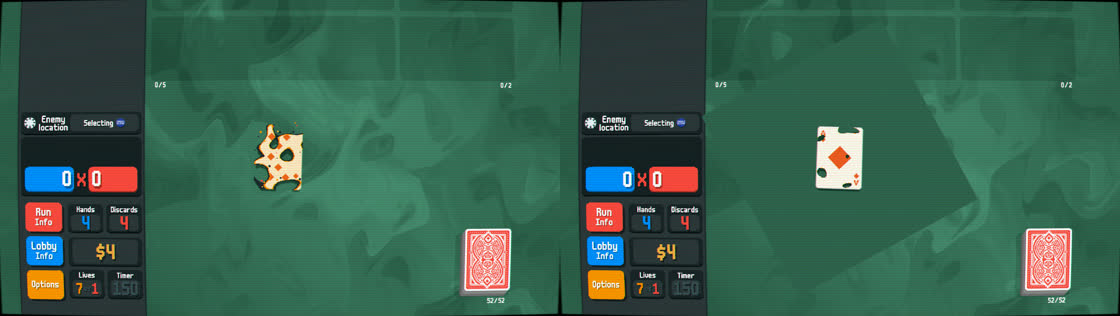 0/5
0/2
Enemy location
Selecting
0 X 0
Run Info
Hands 4
Discards 4
Lobby Info
$4
Options
Lives 7-1
Timer 150
52/52
0/5
0/2
Enemy location
Selecting
0 X 0
A
A
Run Info
Hands 4
Discards 4
Lobby Info
$4
Options
Lives 7-1
Timer 150
52/52